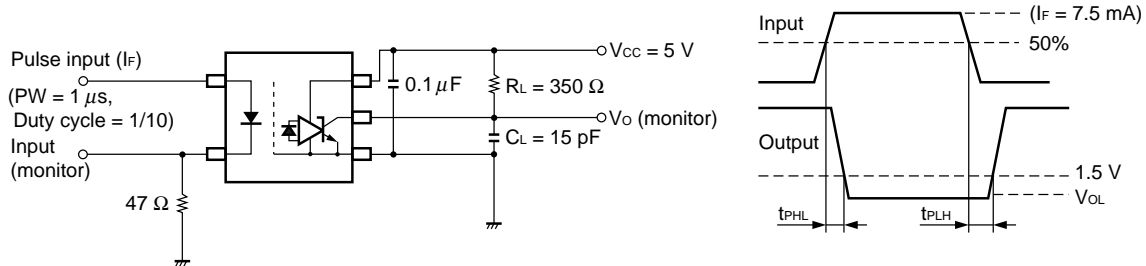 Pulse input (IF)
(PW = 1 μs,
Duty cycle = 1/10)
Input
(monitor)
47 Ω
0.1 μF
VCC = 5 V
RL = 350 Ω
VO (monitor)
CL = 15 pF
Input
(IF = 7.5 mA)
50%
Output
1.5 V
VOL
tPHL
tPLH